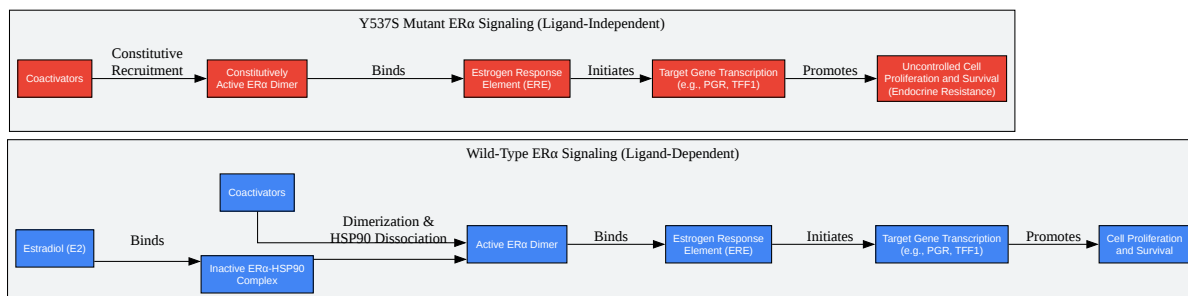 Y537S Mutant ERα Signaling (Ligand-Independent)
Coactivators
Constitutive
Recruitment
Constitutively
Active ERα Dimer
Binds
Estrogen Response
Element (ERE)
Initiates
Target Gene Transcription
(e.g., PGR, TFF1)
Promotes
Uncontrolled Cell
Proliferation and Survival
(Endocrine Resistance)
Wild-Type ERα Signaling (Ligand-Dependent)
Coactivators
Estradiol (E2)
Binds
Inactive ERα-HSP90
Complex
Dimerization &
HSP90 Dissociation
Active ERα Dimer
Binds
Estrogen Response
Element (ERE)
Initiates
Target Gene Transcription
(e.g., PGR, TFF1)
Promotes
Cell Proliferation
and Survival